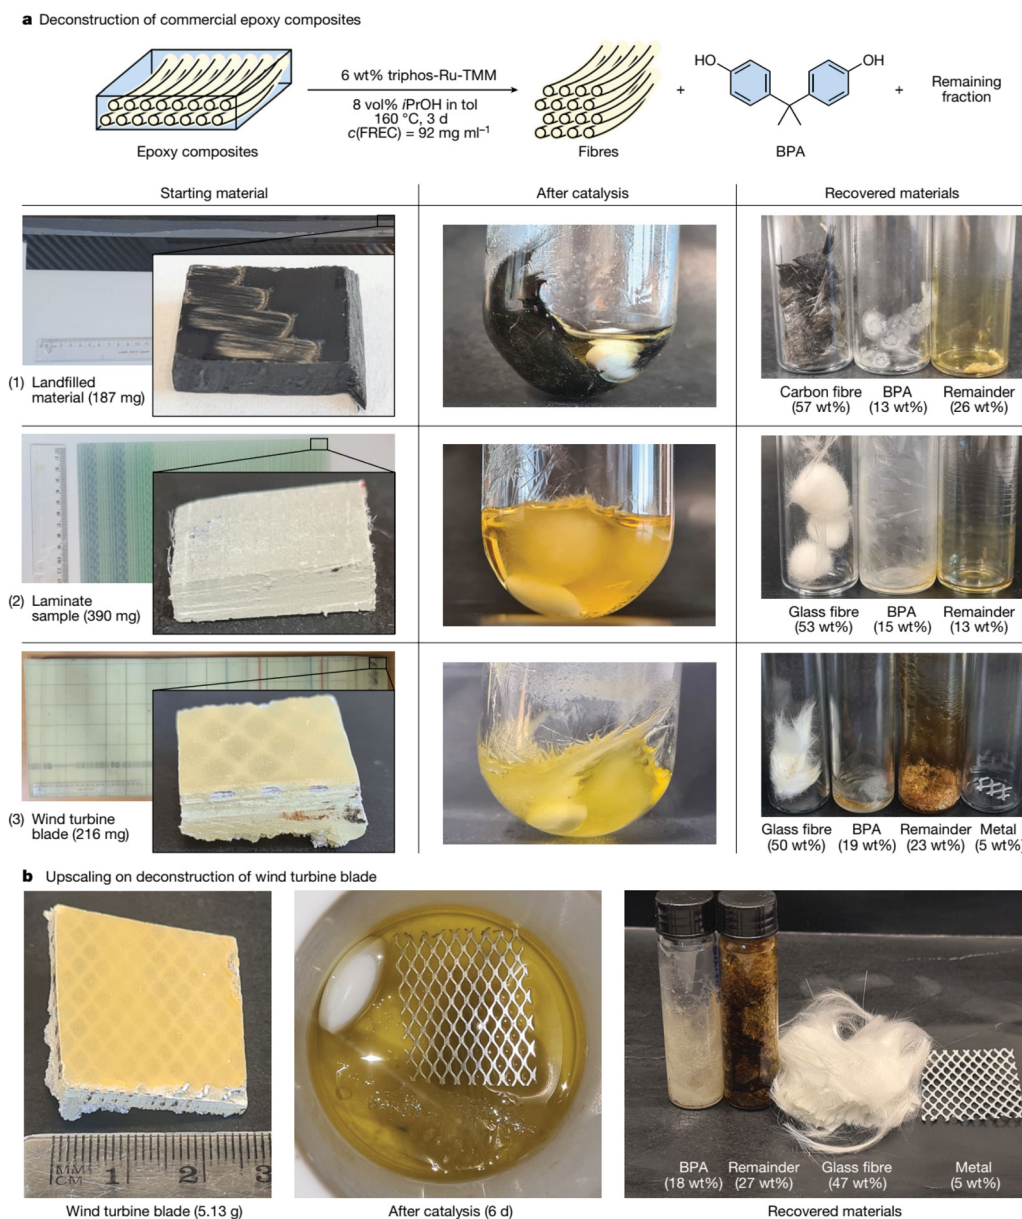 a Deconstruction of commercial epoxy composites
6 wt% triphos-Ru-TMM
8 vol% iPrOH in tol
160 °C, 3 d
c(FREC) = 92 mg ml⁻¹
Epoxy composites
+
Fibres
HO
OH
BPA
+
Remaining
fraction
Starting material
After catalysis
Recovered materials
(1) Landfilled
material (187 mg)
Carbon fibre
(57 wt%)
BPA
(13 wt%)
Remainder
(26 wt%)
(2) Laminate
sample (390 mg)
Glass fibre
(53 wt%)
BPA
(15 wt%)
Remainder
(13 wt%)
(3) Wind turbine
blade (216 mg)
Glass fibre
(50 wt%)
BPA
(19 wt%)
Remainder
(23 wt%)
Metal
(5 wt%)
b Upscaling on deconstruction of wind turbine blade
MM
CM
1
2
3
BPA
(18 wt%)
Remainder
(27 wt%)
Glass fibre
(47 wt%)
Metal
(5 wt%)
Wind turbine blade (5.13 g)
After catalysis (6 d)
Recovered materials